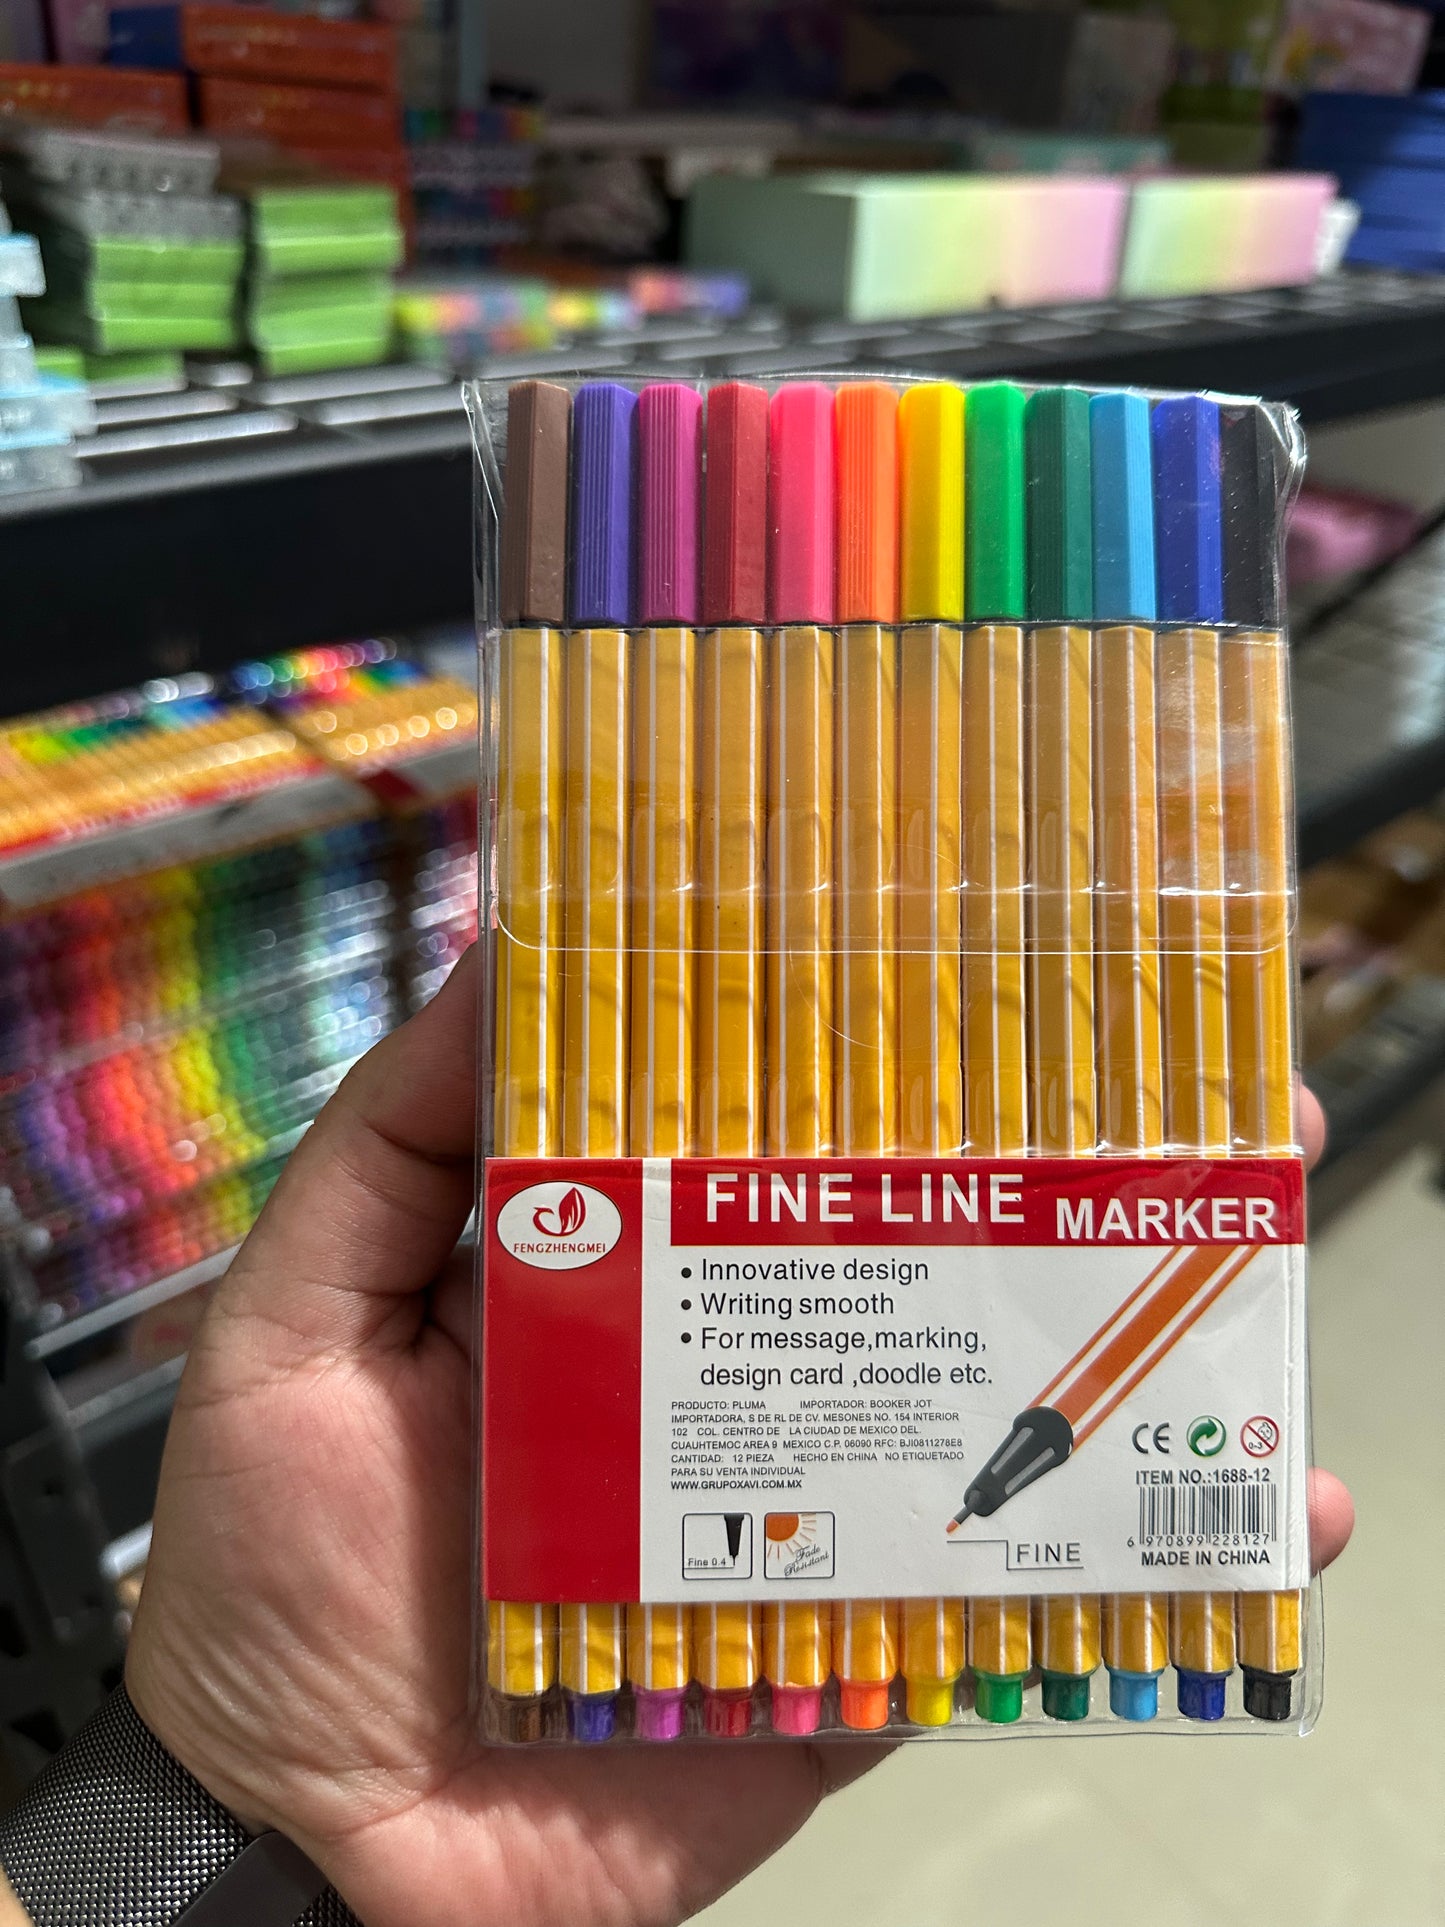 FINE LINE MARKER
FENGZHENGMEI
• Innovative design
• Writing smooth
• For message,marking,
design card ,doodle etc.
PRODUCTO: PLUMA IMPORTADOR: BOOKER JOT
IMPORTADORA, S DE RL DE CV. MESONES NO. 154 INTERIOR
102 COL. CENTRO DE LA CIUDAD DE MEXICO DEL.
CUAUHTEMOC AREA 9 MEXICO C.P. 06090 RFC: BJI0811278E8
CANTIDAD: 12 PIEZA HECHO EN CHINA NO ETIQUETADO
PARA SU VENTA INDIVIDUAL
WWW.GRUPOXAVI.COM.MX
CE
0-3
ITEM NO.:1688-12
6 970899 228127
MADE IN CHINA
Fine 0.4
Fade
Resistant
FINE